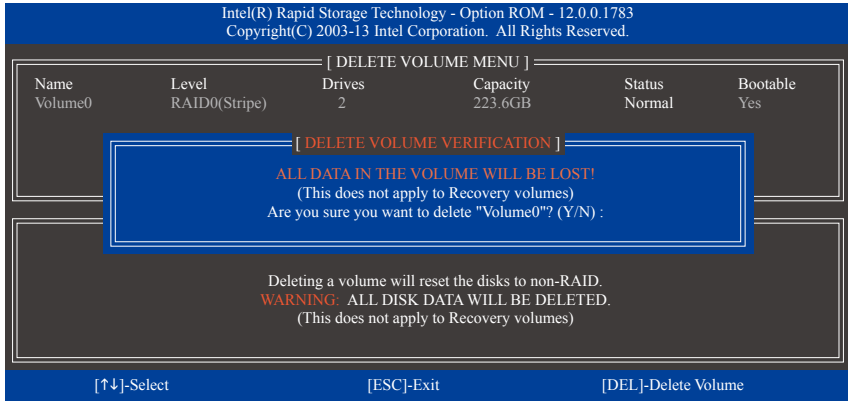 Intel(R) Rapid Storage Technology - Option ROM - 12.0.0.1783
Copyright(C) 2003-13 Intel Corporation. All Rights Reserved.
[ DELETE VOLUME MENU ]
Name Level Drives Capacity Status Bootable
Volume0 RAID0(Stripe) 2 223.6GB Normal Yes
[ DELETE VOLUME VERIFICATION ]
ALL DATA IN THE VOLUME WILL BE LOST!
(This does not apply to Recovery volumes)
Are you sure you want to delete "Volume0"? (Y/N) :
Deleting a volume will reset the disks to non-RAID.
WARNING: ALL DISK DATA WILL BE DELETED.
(This does not apply to Recovery volumes)
[↑↓]-Select [ESC]-Exit [DEL]-Delete Volume